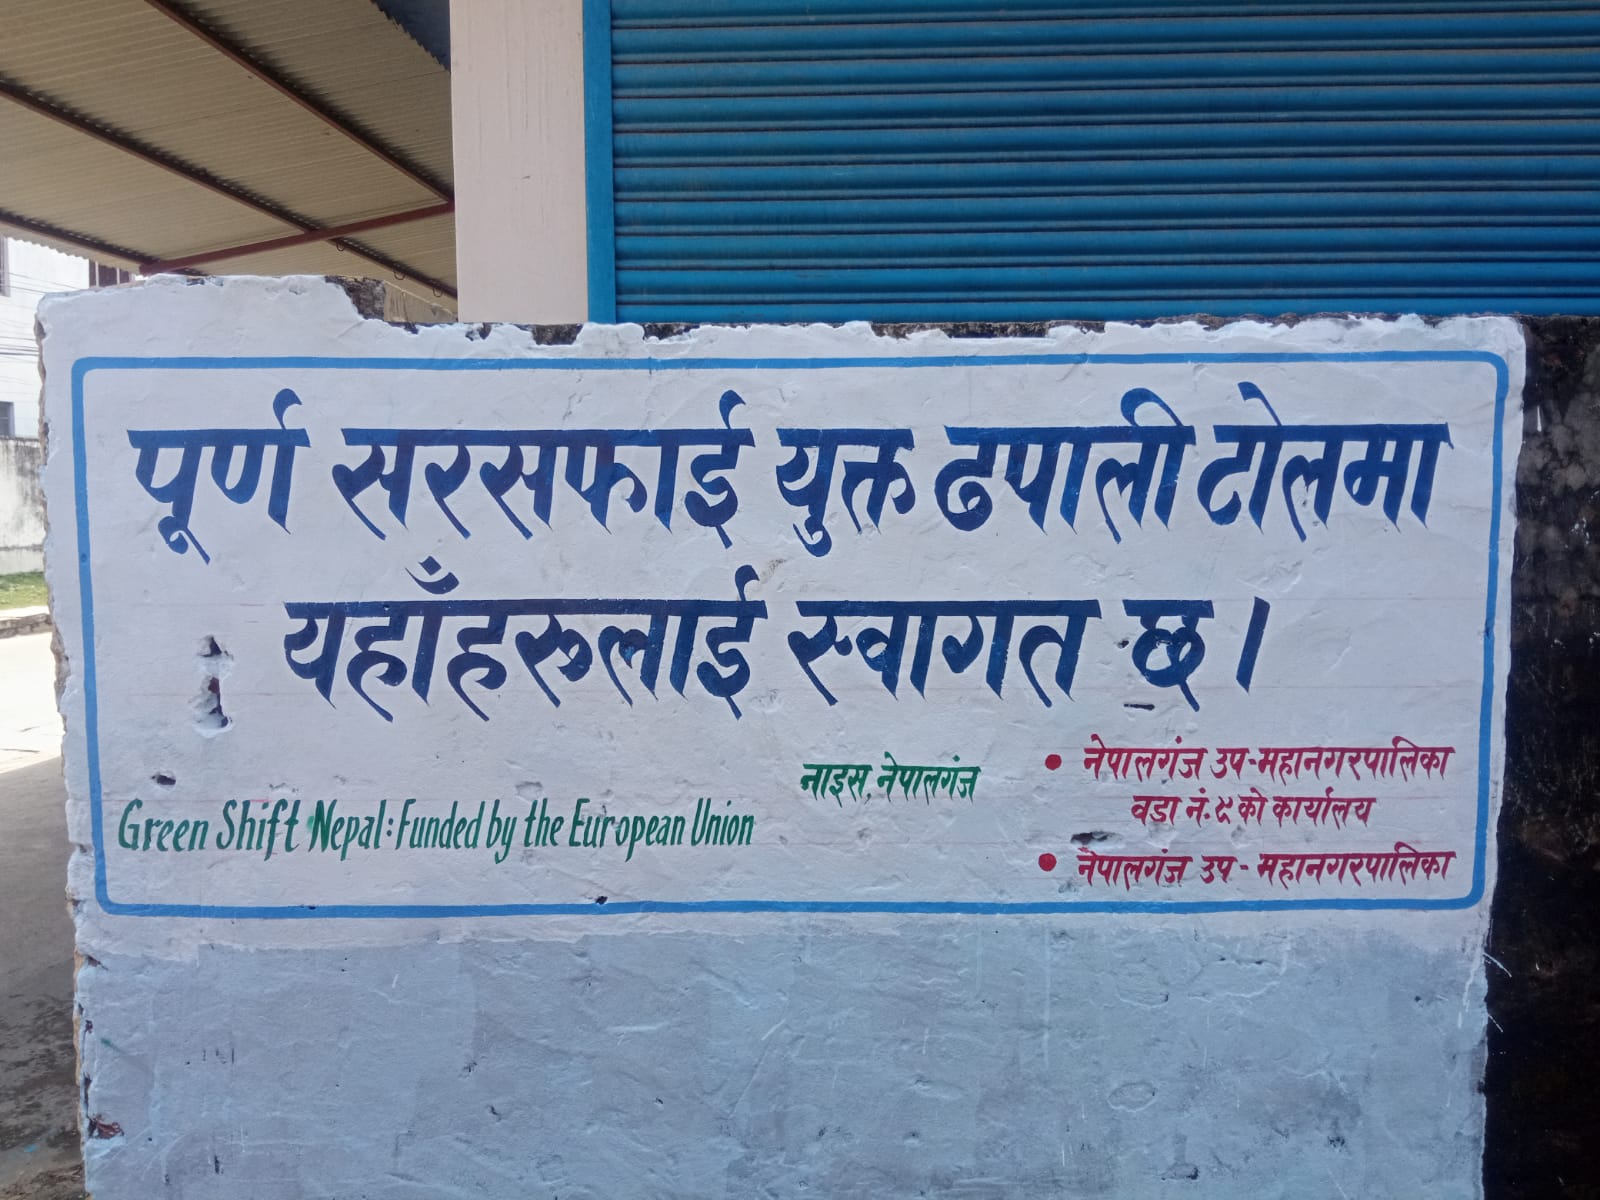 पूर्ण सरसफाई युक्त ढपाली टोलमा
यहाँहरूलाई स्वागत छ।
Green Shift Nepal: Funded by the European Union
नाइस, नेपालगंज
• नेपालगंज उप-महानगरपालिका
वडा नं. ९ को कार्यालय
• नेपालगंज उप - महानगरपालिका